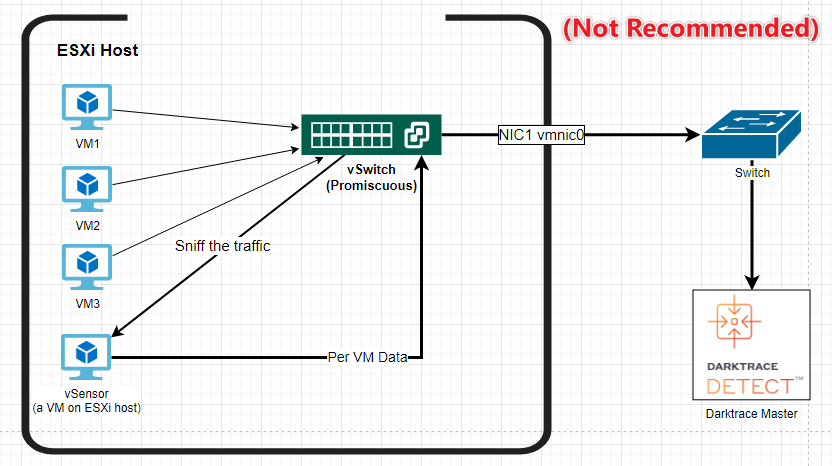 (Not Recommended)
ESXi Host
VM1
vSwitch
(Promiscuous)
NIC1 vmnic0
Switch
VM2
Sniff the traffic
VM3
Per VM Data
vSensor
(a VM on ESXi host)
DARKTRACE
DETECT™
Darktrace Master